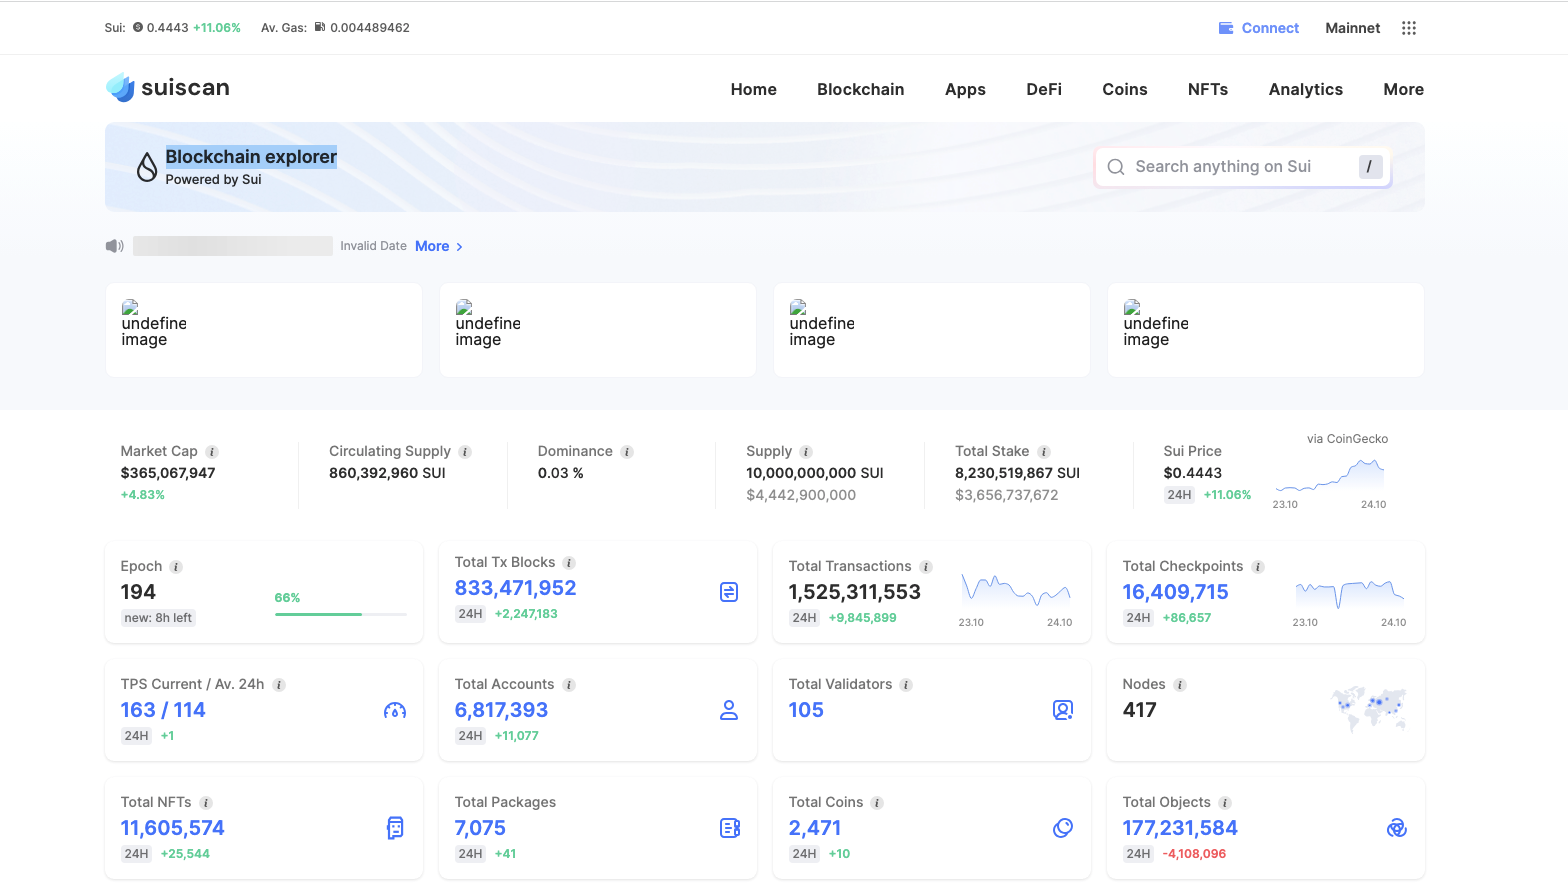 Sui: 0.4443 +11.06% Av. Gas: 0.004489462
Connect Mainnet
suiscan
Home Blockchain Apps DeFi Coins NFTs Analytics More
Blockchain explorer
Powered by Sui
Search anything on Sui /
Invalid Date More >
undefine
image
undefine
image
undefine
image
undefine
image
via CoinGecko
Market Cap i
$365,067,947
+4.83%
Circulating Supply i
860,392,960 SUI
Dominance i
0.03 %
Supply i
10,000,000,000 SUI
$4,442,900,000
Total Stake i
8,230,519,867 SUI
$3,656,737,672
Sui Price
$0.4443
24H +11.06%
23.10 24.10
Epoch i
194
new: 8h left
66%
Total Tx Blocks i
833,471,952
24H +2,247,183
Total Transactions i
1,525,311,553
24H +9,845,899
23.10 24.10
Total Checkpoints i
16,409,715
24H +86,657
23.10 24.10
TPS Current / Av. 24h i
163 / 114
24H +1
Total Accounts i
6,817,393
24H +11,077
Total Validators i
105
Nodes i
417
Total NFTs i
11,605,574
24H +25,544
Total Packages
7,075
24H +41
Total Coins i
2,471
24H +10
Total Objects i
177,231,584
24H -4,108,096